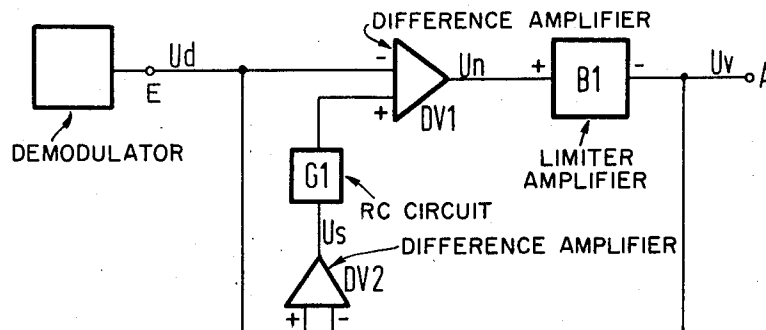 DIFFERENCE AMPLIFIER
Ud
E
-
+
DV1
Un
+
B1
-
Uv
A
DEMODULATOR
LIMITER
AMPLIFIER
G1
RC CIRCUIT
Us
DIFFERENCE AMPLIFIER
DV2
+ -